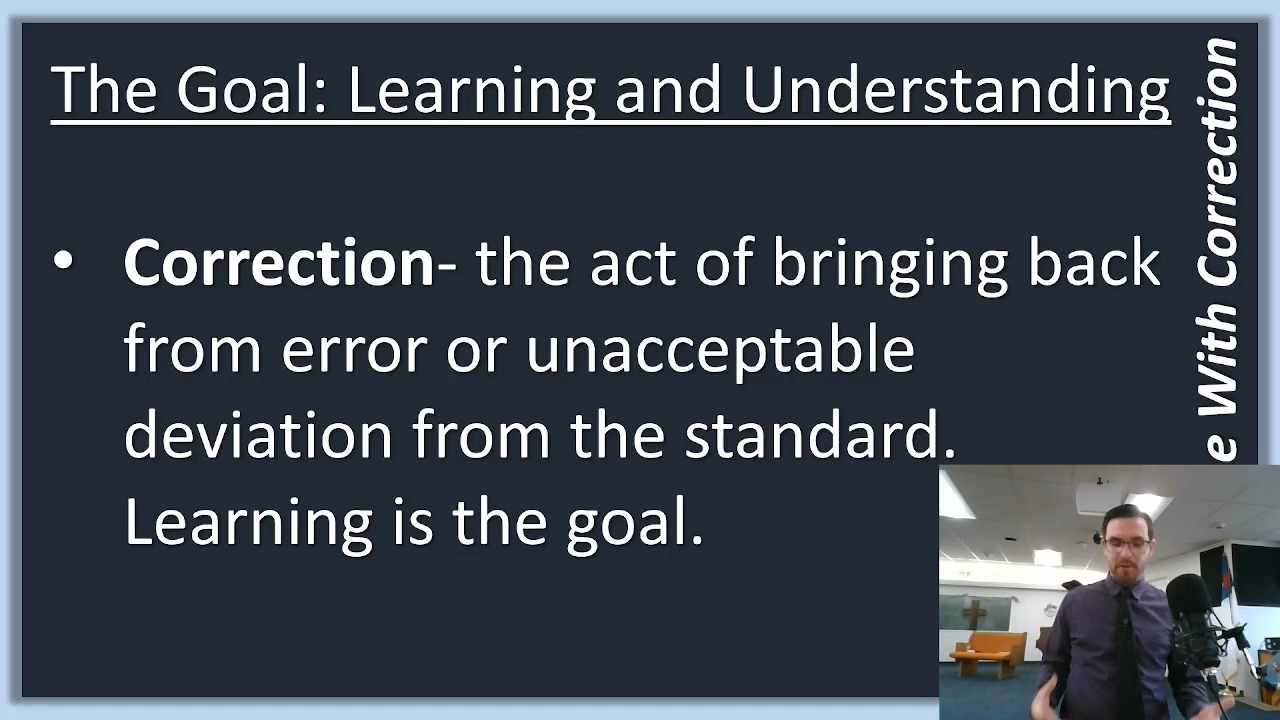 The Goal: Learning and Understanding
• Correction- the act of bringing back
from error or unacceptable
deviation from the standard.
Learning is the goal.
e With Correction